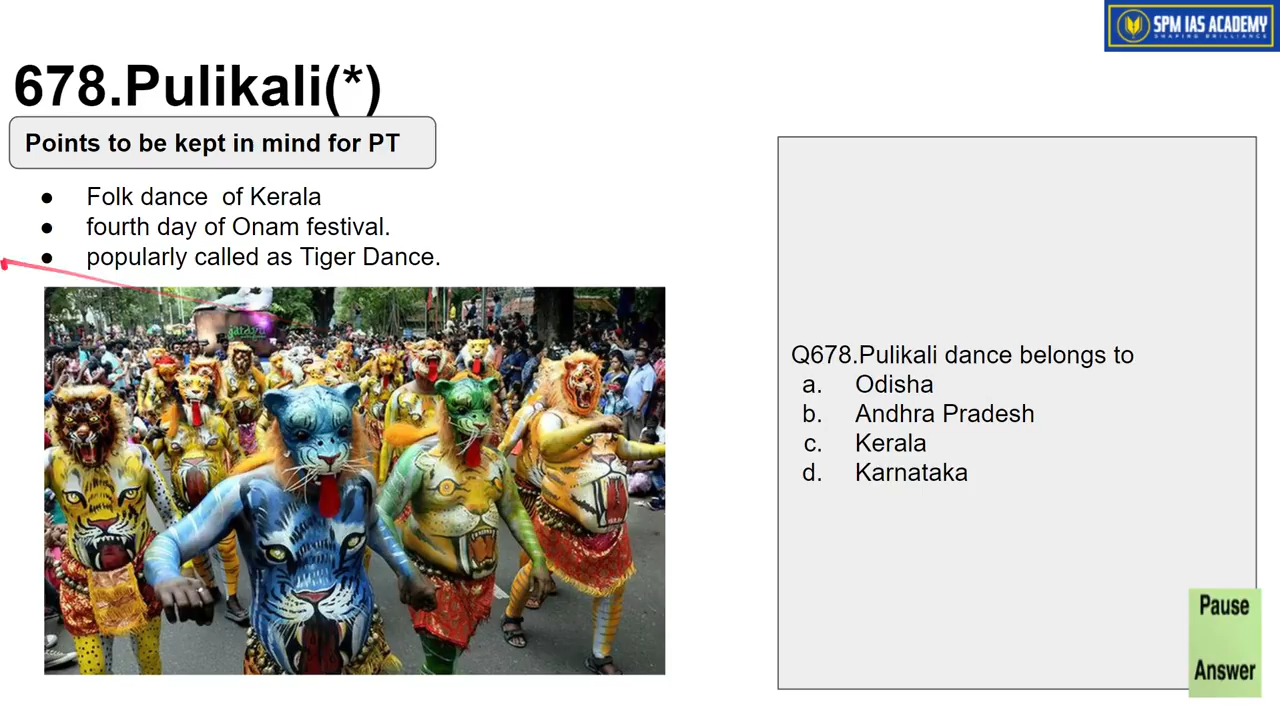 SPM IAS ACADEMY
SHAPING BRILLIANCE
678.Pulikali(*)
Points to be kept in mind for PT
● Folk dance  of Kerala
● fourth day of Onam festival.
● popularly called as Tiger Dance.
Q678.Pulikali dance belongs to
a. Odisha
b. Andhra Pradesh
c. Kerala
d. Karnataka
Pause
Answer